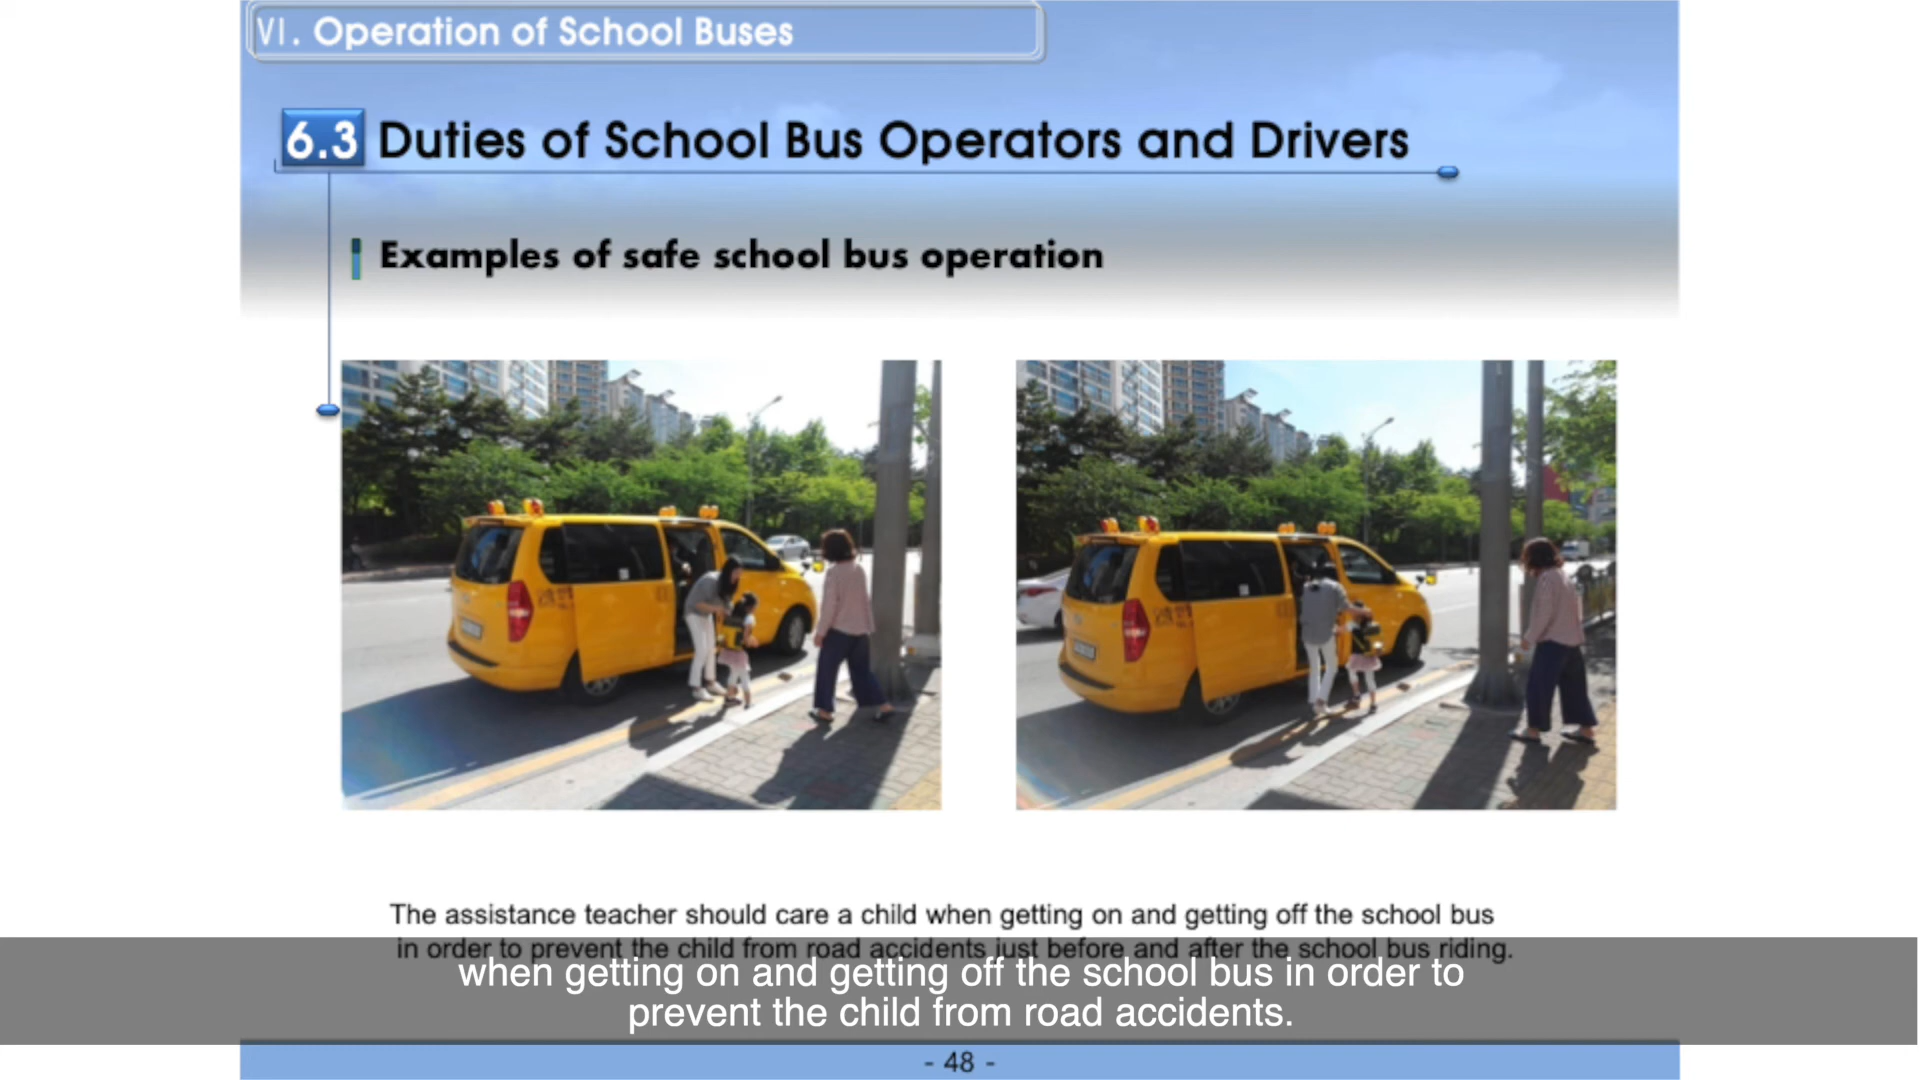 VI. Operation of School Buses
6.3 Duties of School Bus Operators and Drivers
Examples of safe school bus operation
The assistance teacher should care a child when getting on and getting off the school bus
in order to prevent the child from road accidents just before and after the school bus riding.
when getting on and getting off the school bus in order to
prevent the child from road accidents.
- 48 -